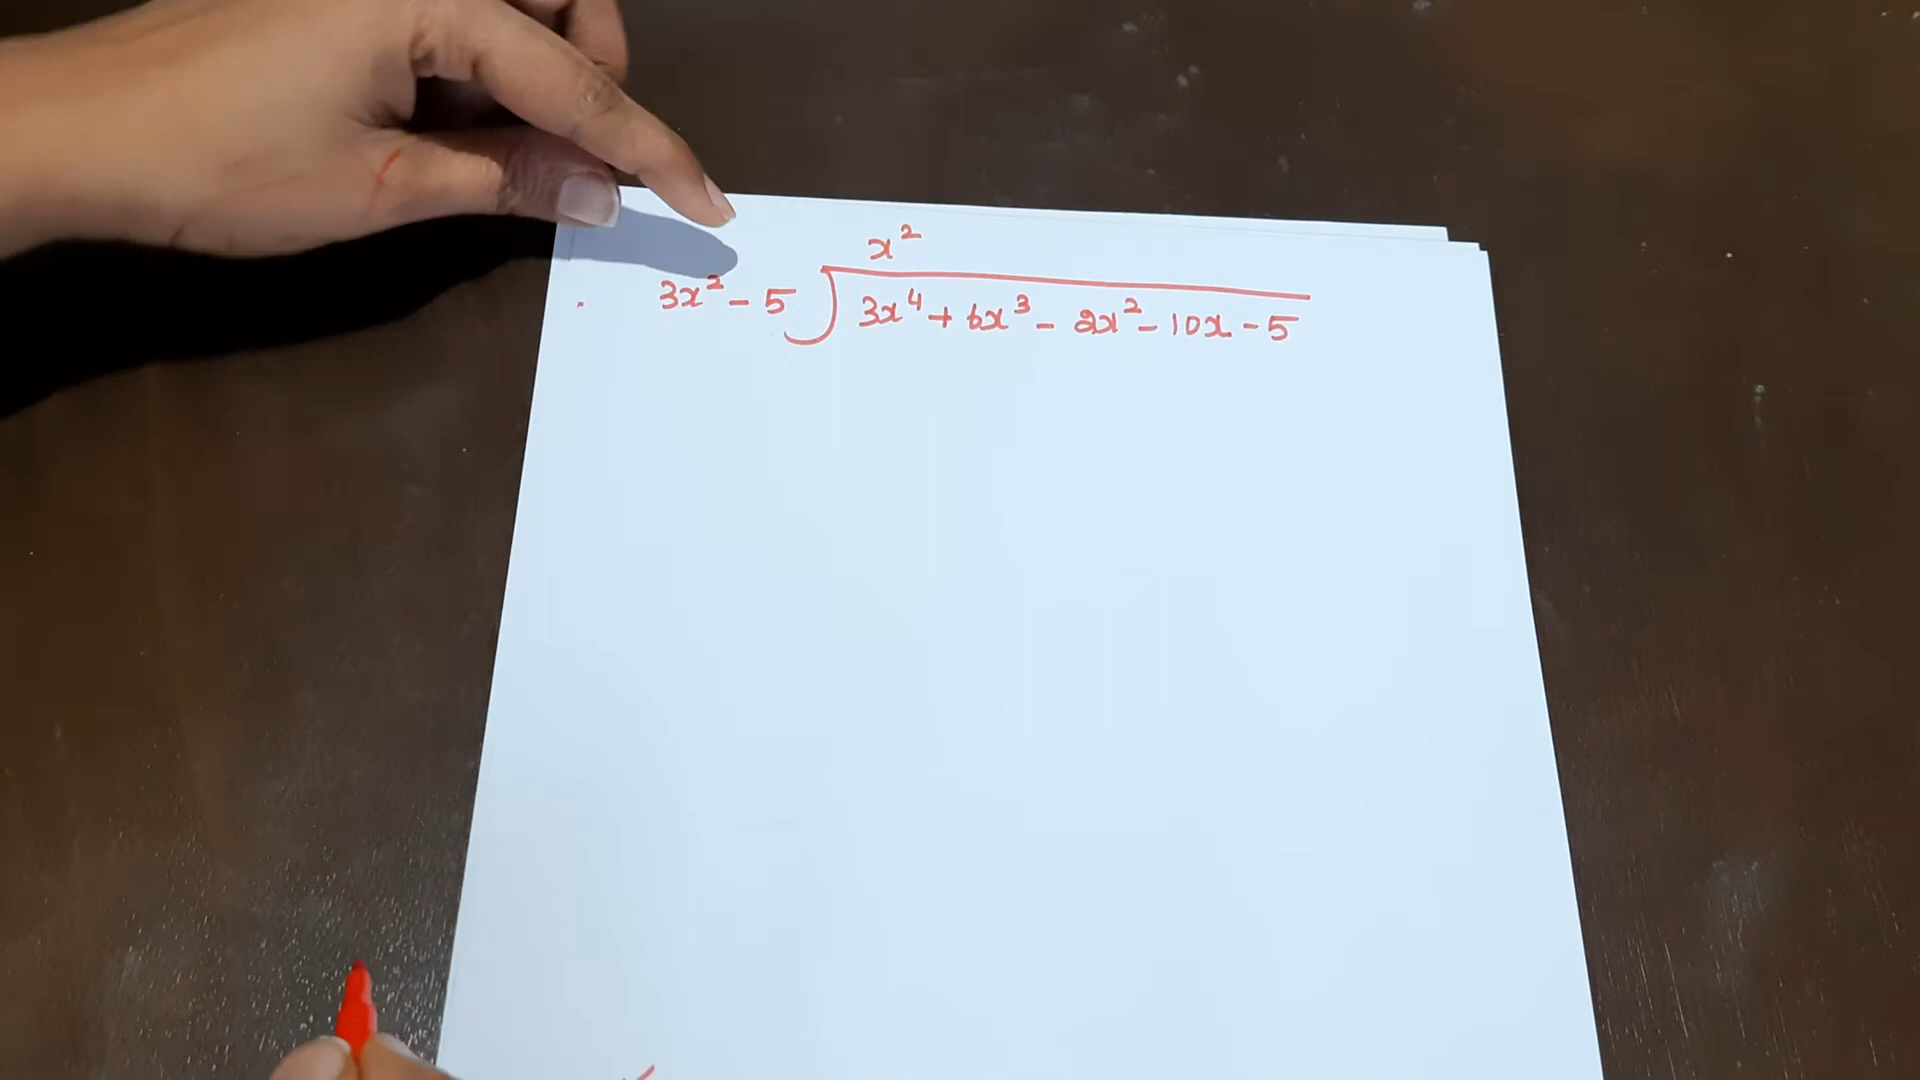 x²
3x² - 5 ) 3x⁴ + 6x³ - 2x² - 10x - 5